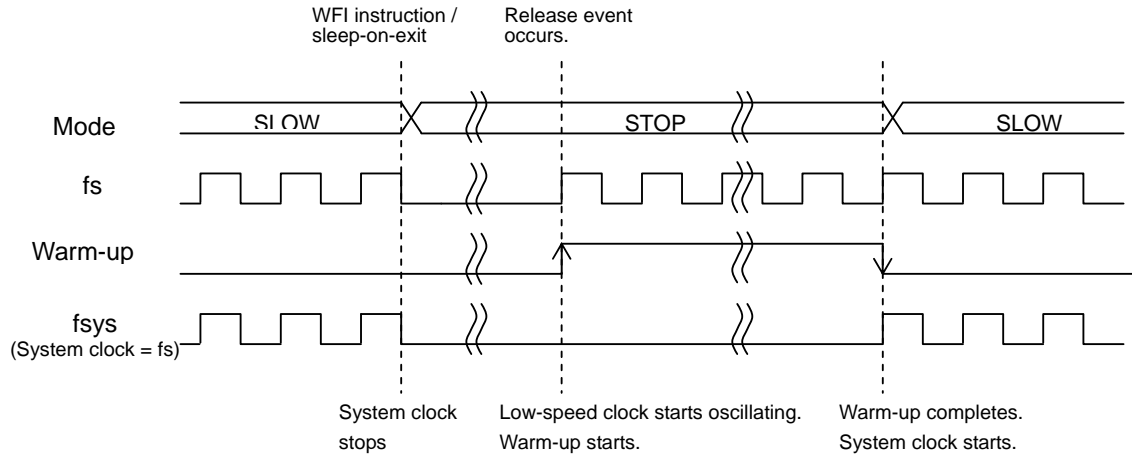 WFI instruction /
sleep-on-exit
Release event
occurs.
Mode
SLOW
STOP
SLOW
fs
Warm-up
fsys
(System clock = fs)
System clock
stops
Low-speed clock starts oscillating.
Warm-up starts.
Warm-up completes.
System clock starts.